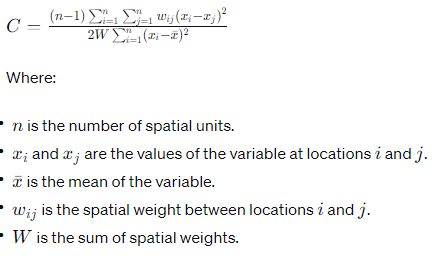 C = \frac{(n-1) \sum_{i=1}^{n} \sum_{j=1}^{n} w_{ij}(x_i - x_j)^2}{2W \sum_{i=1}^{n} (x_i - \bar{x})^2}
Where:
• n is the number of spatial units.
• x_i and x_j are the values of the variable at locations i and j.
• x̄ is the mean of the variable.
• w_{ij} is the spatial weight between locations i and j.
• W is the sum of spatial weights.